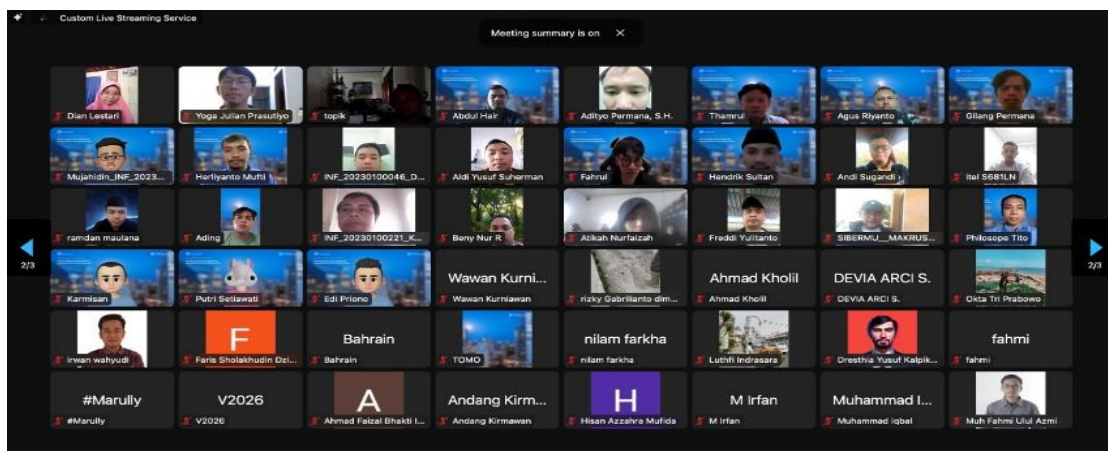 Custom Live Streaming Service
Meeting summary is on
Dian Lestari
Yoga Julian Prasutiyo
topik
Abdul Hair
Adityo Permana, S.H.
Thamrul
Agus Riyanto
Gilang Permana
Mujahidin_INF_2023...
Herliyanto Mufti
INF_20230100046_D...
Aldi Yusuf Suherman
Fahrul
Hendrik Sultan
Andi Sugandi
itel S681LN
ramdan maulana
Ading
INF_20230100221_K...
Beny Nur R
Atikah Nurfaizah
Freddi Yulitanto
SIBERMU__MAKRUS...
Philosope Tito
2/3
2/3
Karmisan
Putri Setiawati
Edi Priono
Wawan Kurni...
Wawan Kurniawan
rizky Gabrilianto dim...
Ahmad Kholil
Ahmad Kholil
DEVIA ARCI S.
DEVIA ARCI S.
Okta Tri Prabowo
irwan wahyudi
F
Faris Sholakhudin Dzi...
Bahrain
Bahrain
TOMO
nilam farkha
nilam farkha
Luthfi Indrasara
Dresthia Yusuf Kalpik...
fahmi
fahmi
#Marully
#Marully
V2026
V2026
A
Ahmad Faizal Bhakti I...
Andang Kirm...
Andang Kirmawan
H
Hisan Azzahra Mufida
M Irfan
M Irfan
Muhammad I...
Muhammad Iqbal
Muh Fahmi Ulul Azmi